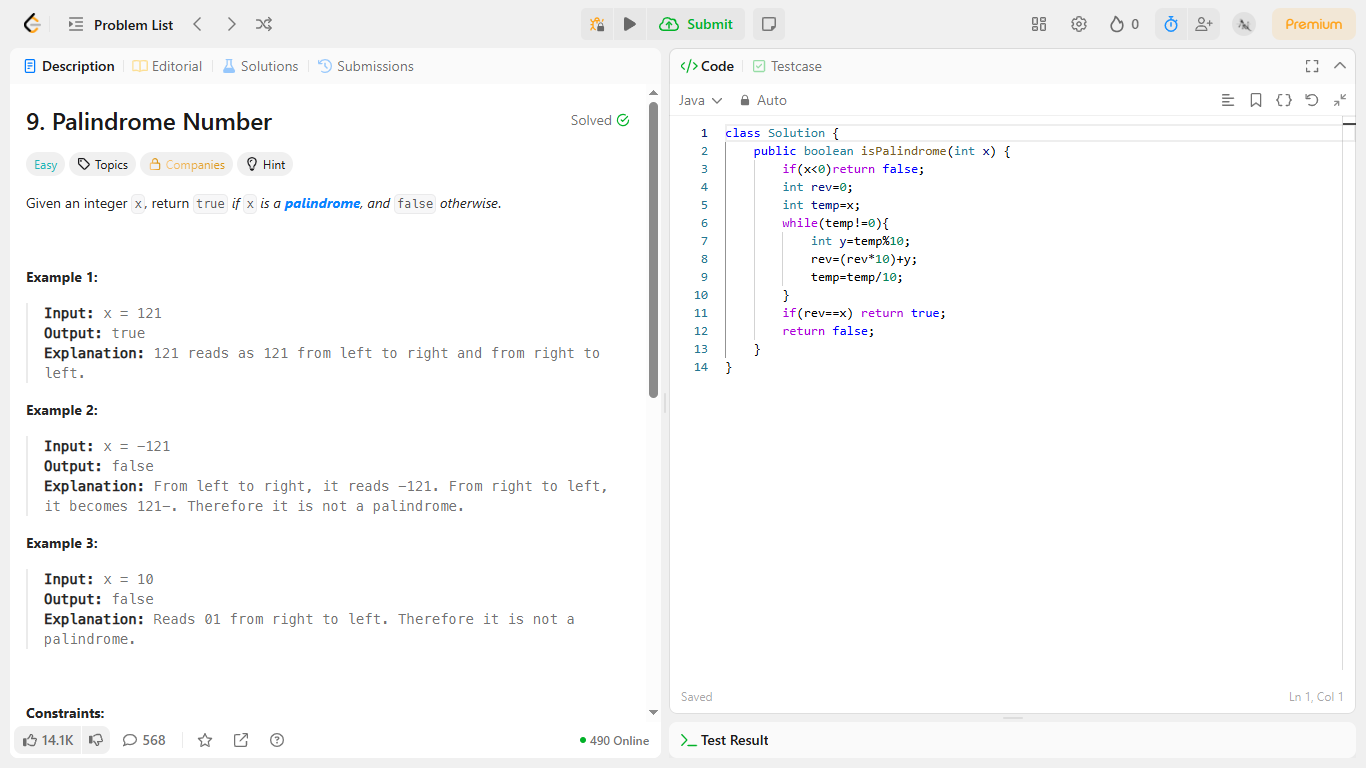 Problem List
Submit
0
Premium
Description
Editorial
Solutions
Submissions
9. Palindrome Number
Solved
Easy
Topics
Companies
Hint
Given an integer x, return true if x is a palindrome, and false otherwise.
Example 1:
Input: x = 121
Output: true
Explanation: 121 reads as 121 from left to right and from right to
left.
Example 2:
Input: x = -121
Output: false
Explanation: From left to right, it reads -121. From right to left,
it becomes 121-. Therefore it is not a palindrome.
Example 3:
Input: x = 10
Output: false
Explanation: Reads 01 from right to left. Therefore it is not a
palindrome.
Constraints:
14.1K
568
490 Online
Code
Testcase
Java
Auto
1 class Solution {
2     public boolean isPalindrome(int x) {
3         if(x<0)return false;
4         int rev=0;
5         int temp=x;
6         while(temp!=0){
7             int y=temp%10;
8             rev=(rev*10)+y;
9             temp=temp/10;
10         }
11         if(rev==x) return true;
12         return false;
13     }
14 }
Saved
Ln 1, Col 1
Test Result